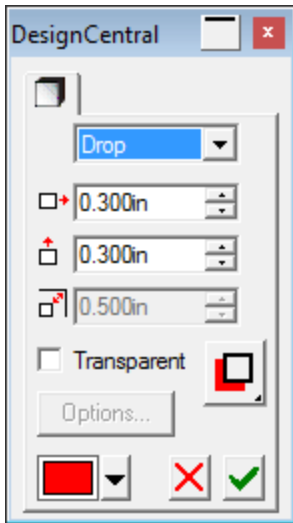 DesignCentral
Drop
0.300in
0.300in
0.500in
Transparent
Options...